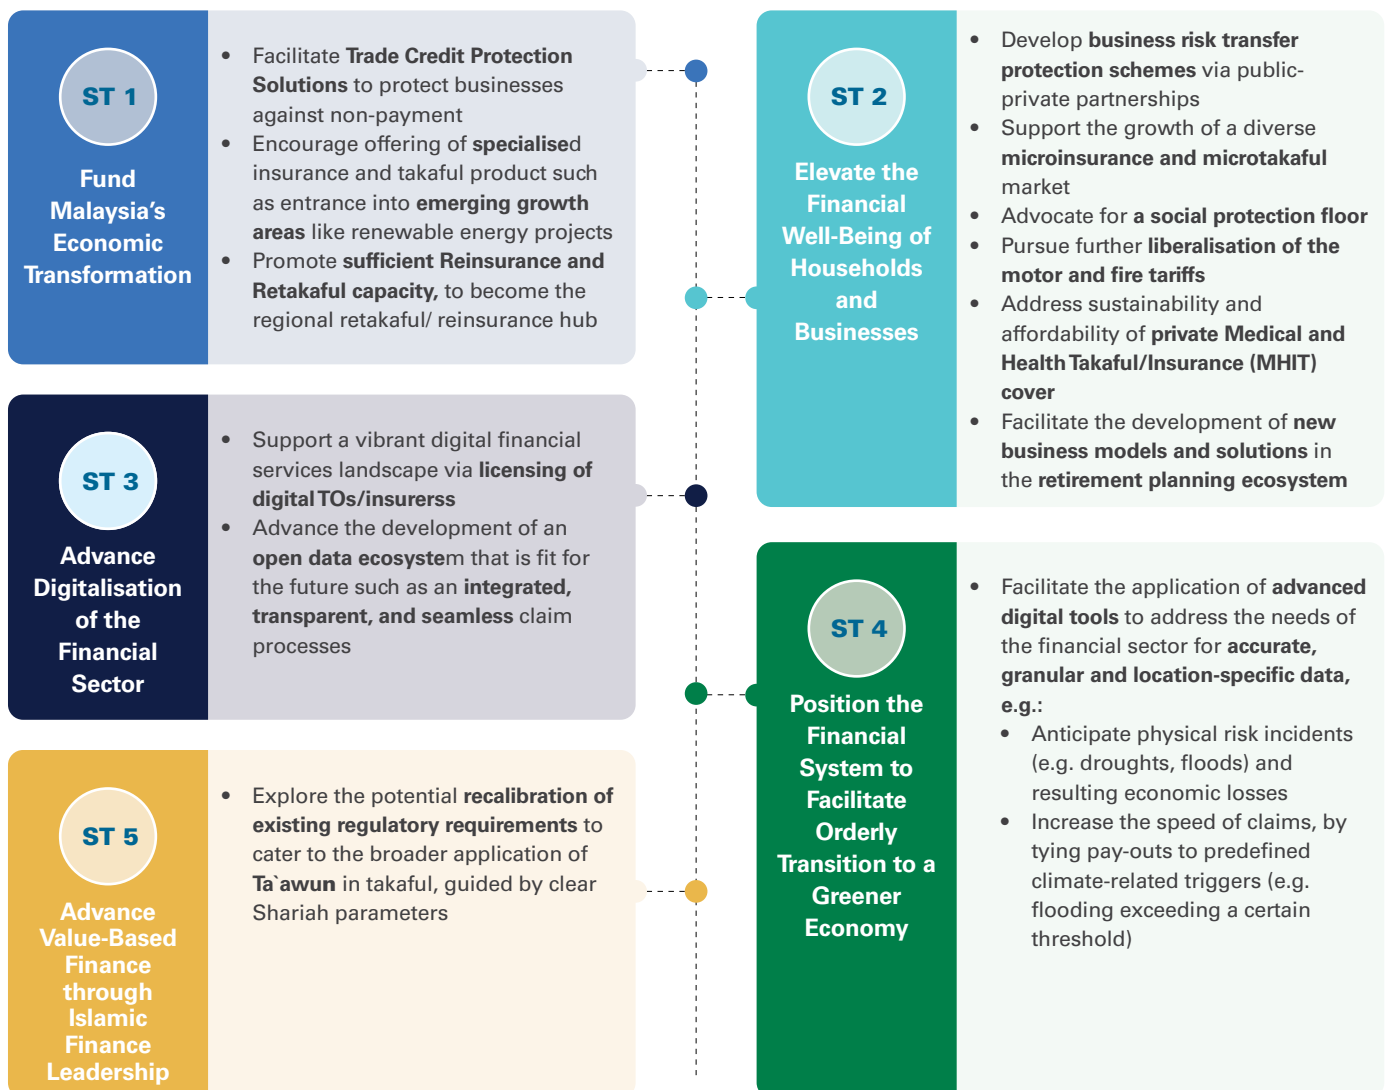 ST 1
Fund
Malaysia's
Economic
Transformation
• Facilitate Trade Credit Protection
Solutions to protect businesses
against non-payment
• Encourage offering of specialised
insurance and takaful product such
as entrance into emerging growth
areas like renewable energy projects
• Promote sufficient Reinsurance and
Retakaful capacity, to become the
regional retakaful/ reinsurance hub
ST 2
Elevate the
Financial
Well-Being of
Households
and
Businesses
• Develop business risk transfer
protection schemes via public-
private partnerships
• Support the growth of a diverse
microinsurance and microtakaful
market
• Advocate for a social protection floor
• Pursue further liberalisation of the
motor and fire tariffs
• Address sustainability and
affordability of private Medical and
Health Takaful/Insurance (MHIT)
cover
• Facilitate the development of new
business models and solutions in
the retirement planning ecosystem
ST 3
Advance
Digitalisation
of the
Financial
Sector
• Support a vibrant digital financial
services landscape via licensing of
digital TOs/insurerss
• Advance the development of an
open data ecosystem that is fit for
the future such as an integrated,
transparent, and seamless claim
processes
ST 4
Position the
Financial
System to
Facilitate
Orderly
Transition to a
Greener
Economy
• Facilitate the application of advanced
digital tools to address the needs of
the financial sector for accurate,
granular and location-specific data,
e.g.:
• Anticipate physical risk incidents
(e.g. droughts, floods) and
resulting economic losses
• Increase the speed of claims, by
tying pay-outs to predefined
climate-related triggers (e.g.
flooding exceeding a certain
threshold)
ST 5
Advance
Value-Based
Finance
through
Islamic
Finance
Leadership
• Explore the potential recalibration of
existing regulatory requirements to
cater to the broader application of
Ta`awun in takaful, guided by clear
Shariah parameters